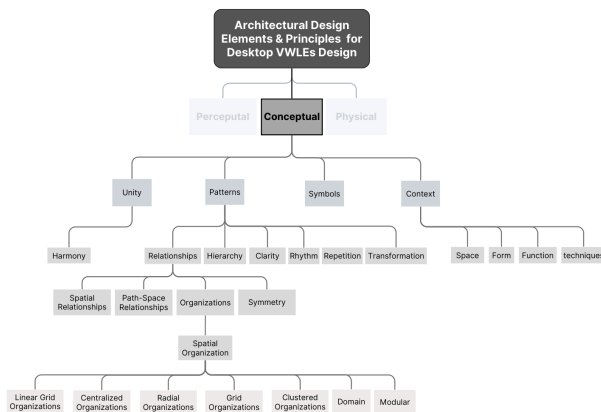 Architectural Design
Elements & Principles for
Desktop VWLEs Design
Perceputal
Conceptual
Physical
Unity
Patterns
Symbols
Context
Harmony
Relationships
Hierarchy
Clarity
Rhythm
Repetition
Transformation
Space
Form
Function
techniques
Spatial
Relationships
Path-Space
Relationships
Organizations
Symmetry
Spatial
Organization
Linear Grid
Organizations
Centralized
Organizations
Radial
Organizations
Grid
Organizations
Clustered
Organizations
Domain
Modular